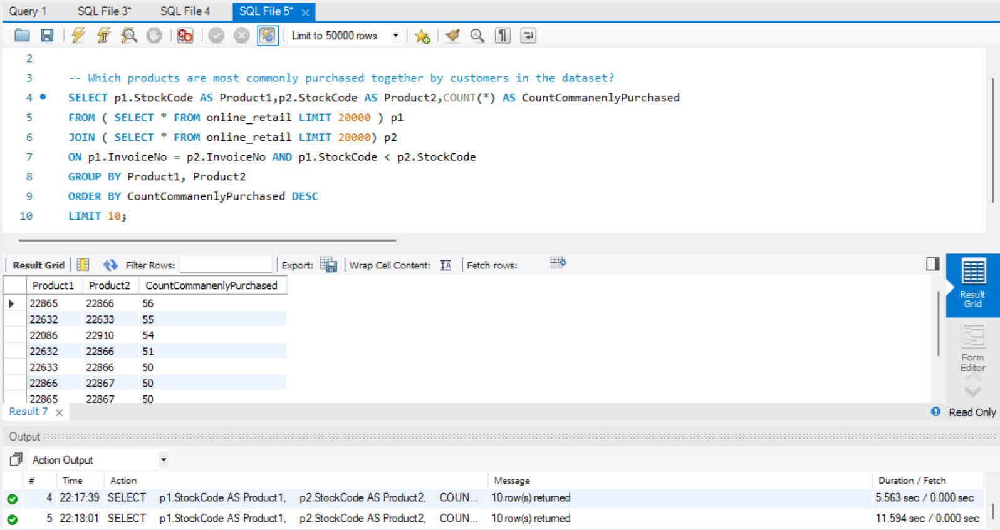 Query 1 SQL File 3* SQL File 4 SQL File 5*
Limit to 50000 rows
2
3 -- Which products are most commonly purchased together by customers in the dataset?
4 SELECT p1.StockCode AS Product1,p2.StockCode AS Product2,COUNT(*) AS CountCommanenlyPurchased
5 FROM ( SELECT * FROM online_retail LIMIT 20000 ) p1
6 JOIN ( SELECT * FROM online_retail LIMIT 20000) p2
7 ON p1.InvoiceNo = p2.InvoiceNo AND p1.StockCode < p2.StockCode
8 GROUP BY Product1, Product2
9 ORDER BY CountCommanenlyPurchased DESC
10 LIMIT 10;
Result Grid Filter Rows: Export: Wrap Cell Content: Fetch rows:
Product1 Product2 CountCommanenlyPurchased
22865 22866 56
22632 22633 55
22086 22910 54
22632 22866 51
22633 22866 50
22866 22867 50
22865 22867 50
Result
Grid
Form
Editor
Result 7 Read Only
Output
Action Output
# Time Action Message Duration / Fetch
4 22:17:39 SELECT p1.StockCode AS Product1, p2.StockCode AS Product2, COUN... 10 row(s) returned 5.563 sec / 0.000 sec
5 22:18:01 SELECT p1.StockCode AS Product1, p2.StockCode AS Product2, COUN... 10 row(s) returned 11.594 sec / 0.000 sec